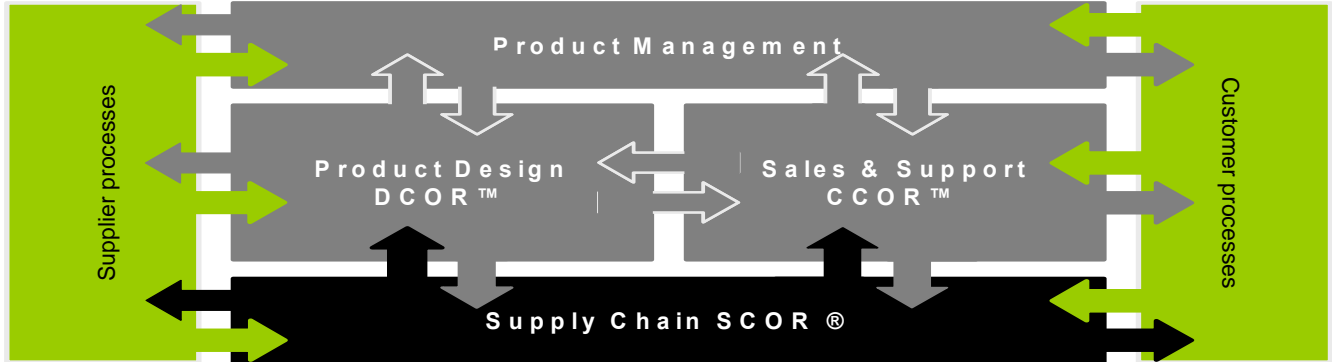 Product Management
Supplier processes
Product Design
DCOR™
Sales & Support
CCOR™
Customer processes
Supply Chain SCOR ®